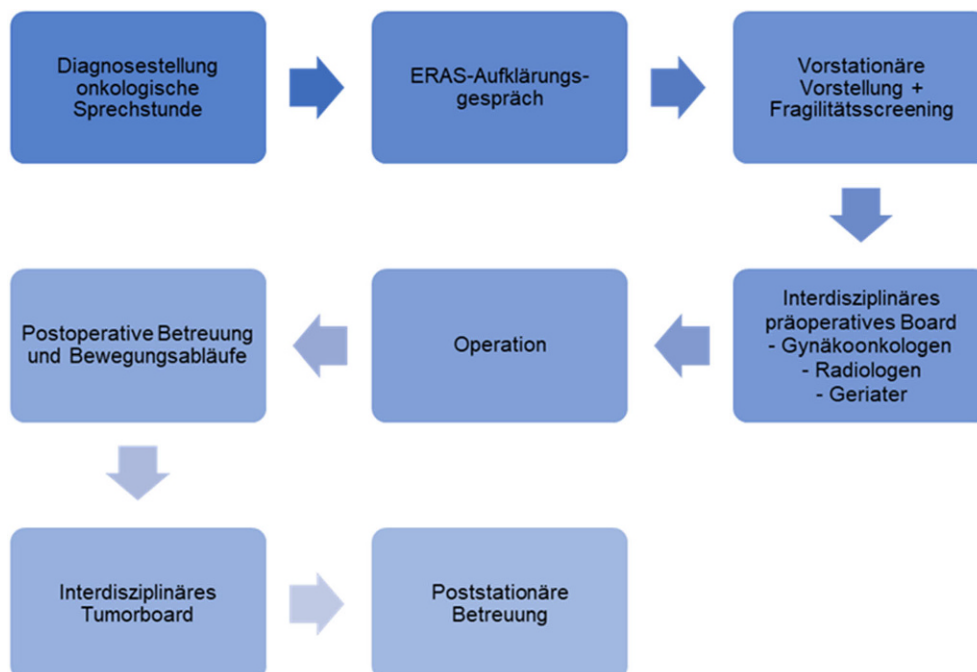 Diagnosestellung
onkologische
Sprechstunde
ERAS-Aufklärungs-
gespräch
Vorstationäre
Vorstellung +
Fragilitätsscreening
Interdisziplinäres
präoperatives Board
- Gynäkoonkologen
- Radiologen
- Geriater
Operation
Postoperative Betreuung
und Bewegungsabläufe
Interdisziplinäres
Tumorboard
Poststationäre
Betreuung